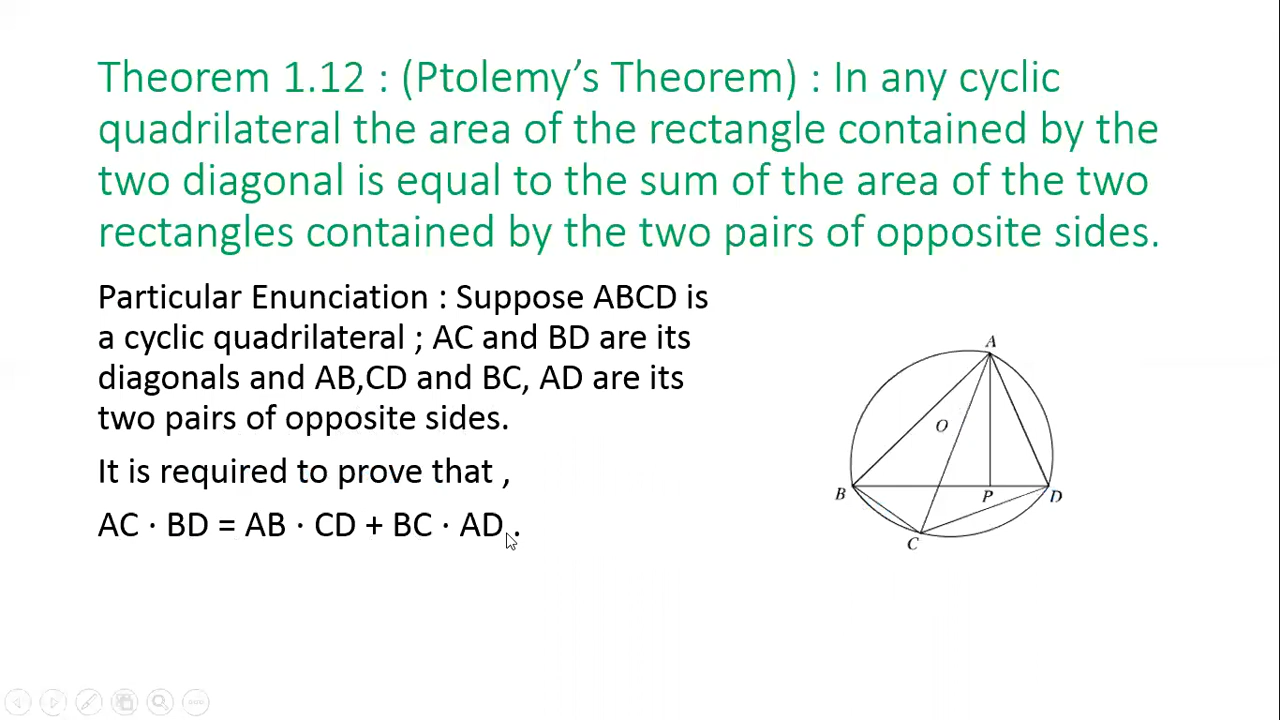 Theorem 1.12 : (Ptolemy’s Theorem) : In any cyclic
quadrilateral the area of the rectangle contained by the
two diagonal is equal to the sum of the area of the two
rectangles contained by the two pairs of opposite sides.
Particular Enunciation : Suppose ABCD is
a cyclic quadrilateral ; AC and BD are its
diagonals and AB,CD and BC, AD are its
two pairs of opposite sides.
It is required to prove that ,
AC · BD = AB · CD + BC · AD .
A
O
B
P
D
C